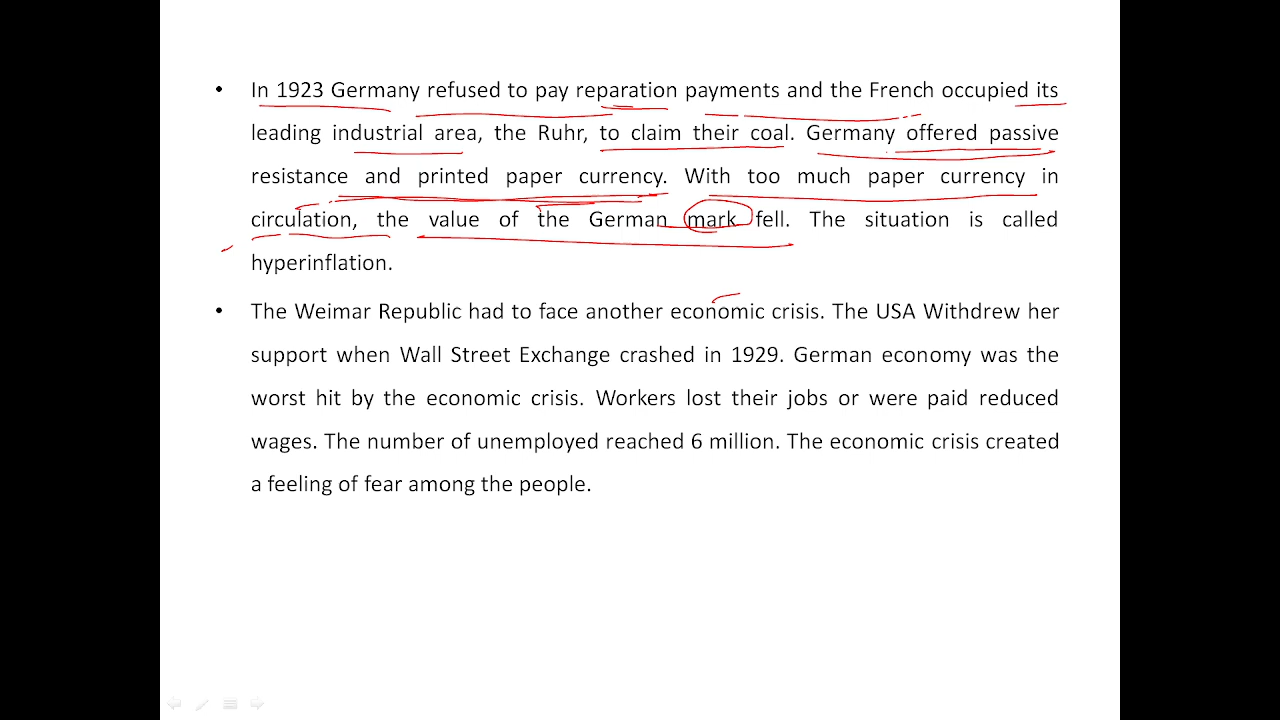 • In 1923 Germany refused to pay reparation payments and the French occupied its
leading industrial area, the Ruhr, to claim their coal. Germany offered passive
resistance and printed paper currency. With too much paper currency in
circulation, the value of the German mark fell. The situation is called
hyperinflation.
• The Weimar Republic had to face another economic crisis. The USA Withdrew her
support when Wall Street Exchange crashed in 1929. German economy was the
worst hit by the economic crisis. Workers lost their jobs or were paid reduced
wages. The number of unemployed reached 6 million. The economic crisis created
a feeling of fear among the people.